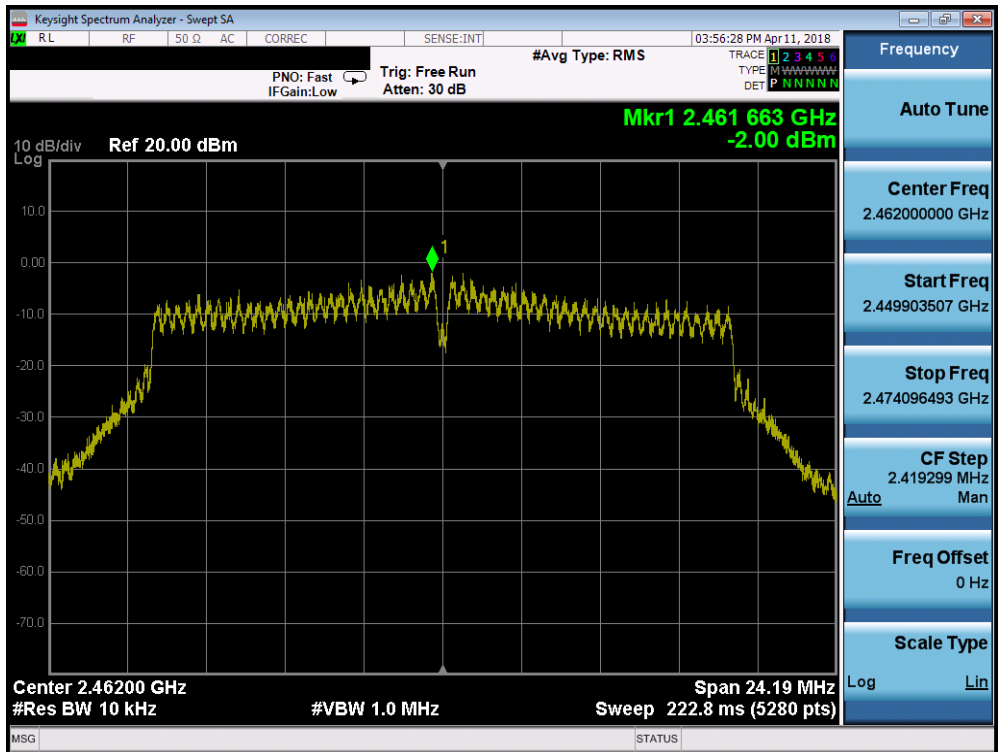 Keysight Spectrum Analyzer - Swept SA
LXI RL RF 50 Ω AC CORREC SENSE:INT 03:56:28 PM Apr 11, 2018
#Avg Type: RMS TRACE 1 2 3 4 5 6
PNO: Fast Trig: Free Run TYPE M WWWWW
IFGain:Low Atten: 30 dB DET P N N N N N
Mkr1 2.461 663 GHz
-2.00 dBm
10 dB/div Ref 20.00 dBm
Log
10.0
1
0.00
-10.0
-20.0
-30.0
-40.0
-50.0
-60.0
-70.0
Center 2.46200 GHz Span 24.19 MHz
#Res BW 10 kHz #VBW 1.0 MHz Sweep 222.8 ms (5280 pts)
MSG STATUS
Frequency
Auto Tune
Center Freq
2.462000000 GHz
Start Freq
2.449903507 GHz
Stop Freq
2.474096493 GHz
CF Step
2.419299 MHz
Auto Man
Freq Offset
0 Hz
Scale Type
Log Lin